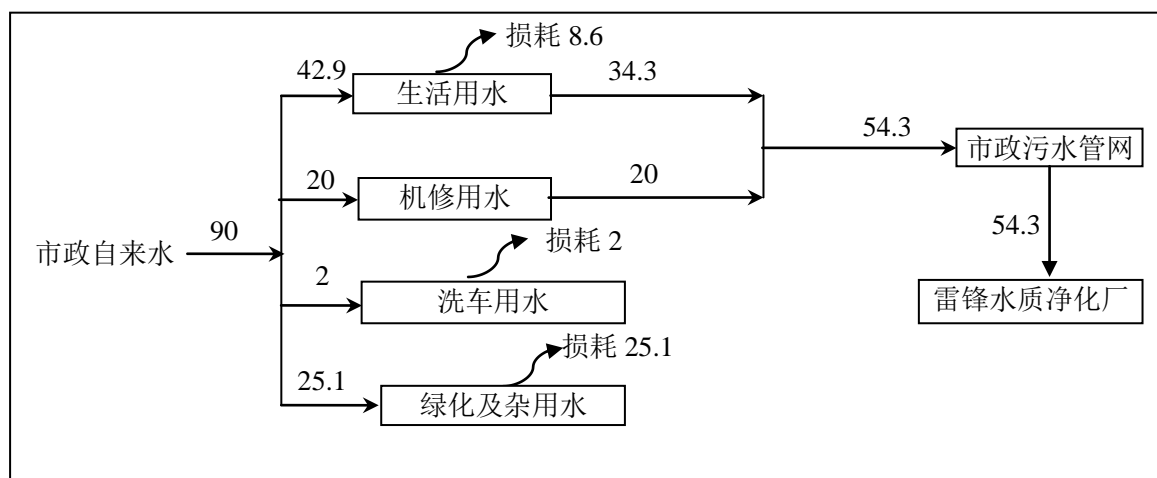 损耗 8.6
42.9
生活用水
34.3
54.3
市政污水管网
20
机修用水
20
90
市政自来水
54.3
损耗 2
2
洗车用水
雷锋水质净化厂
损耗 25.1
25.1
绿化及杂用水